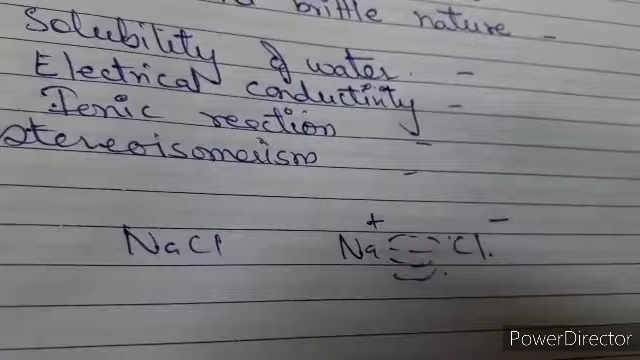 brittle nature -
Solubility of water. -
Electrical conductivity -
Ionic reaction -
Stereoisomerism -
NaCl Na+ Cl-
PowerDirector